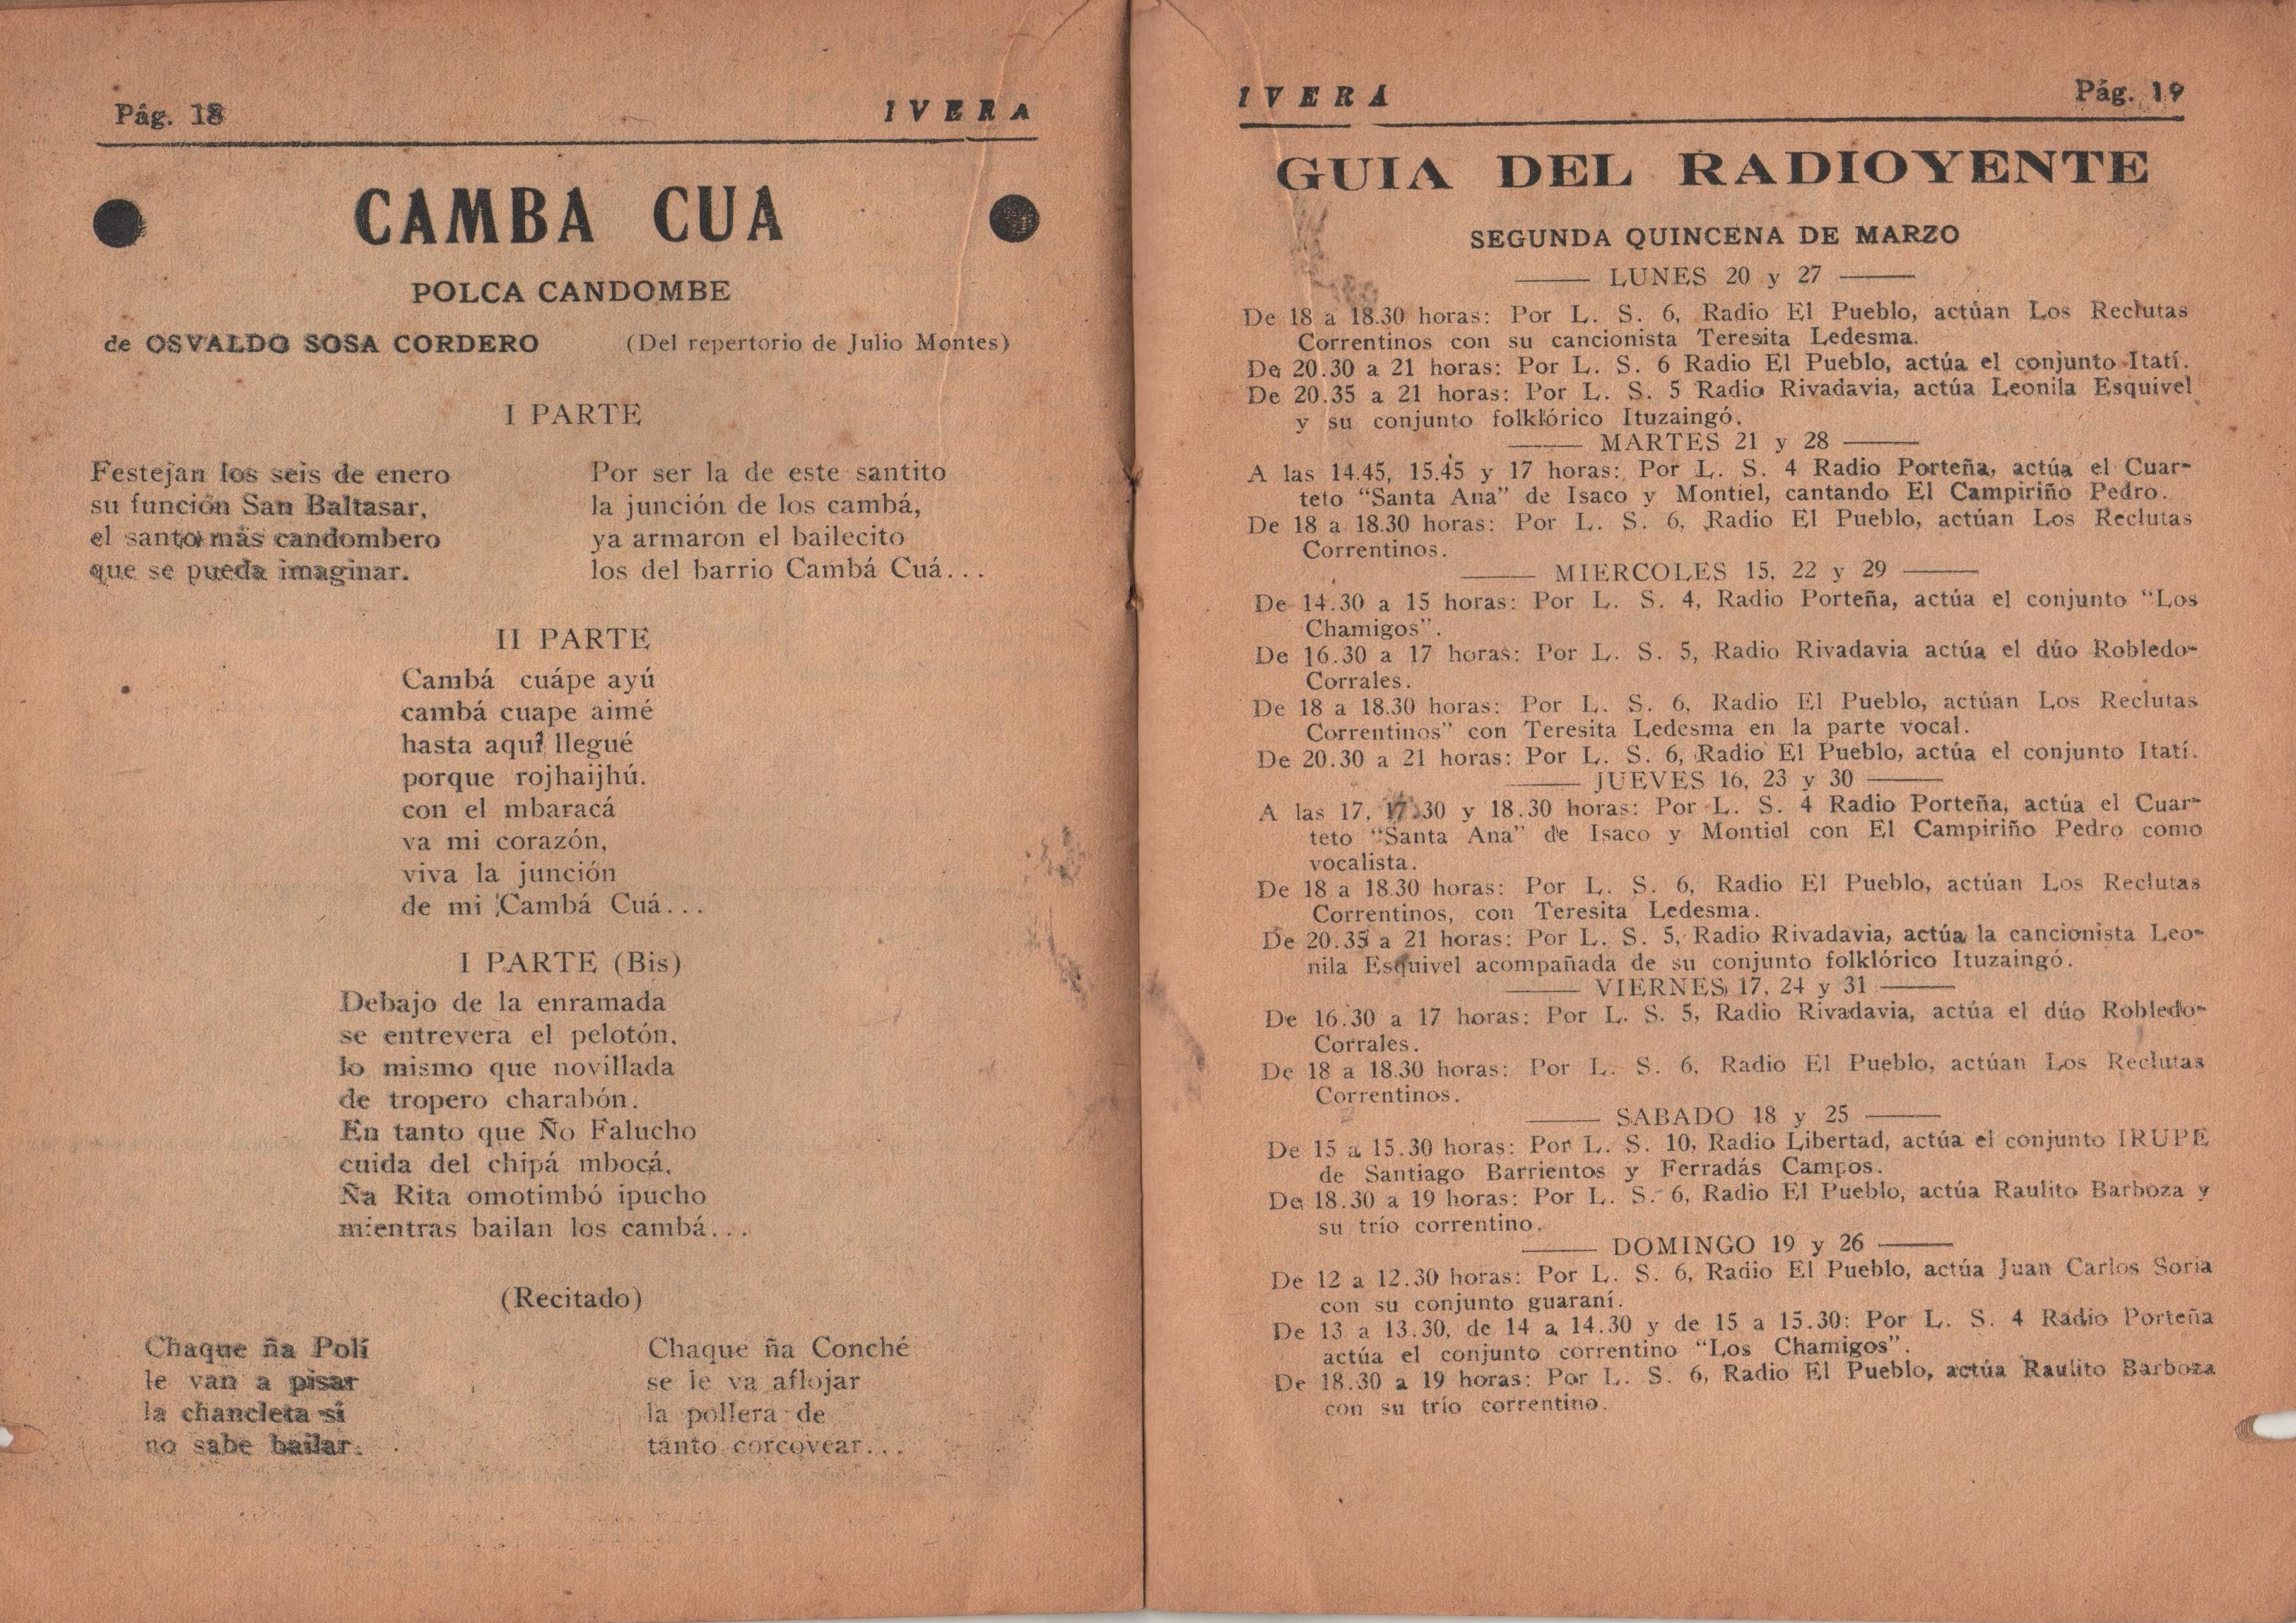 Pág. 18
IVERA
CAMBA CUA
POLCA CANDOMBE
de OSVALDO SOSA CORDERO (Del repertorio de Julio Montes)
I PARTE
Festejan los seis de enero
su función San Baltasar,
el santo más candombero
que se pueda imaginar.
Por ser la de este santito
la junción de los cambá,
ya armaron el bailecito
los del barrio Cambá Cuá...
II PARTE
Cambá cuápe ayú
cambá cuape aimé
hasta aquí llegué
porque rojhaijhú.
con el mbaracá
va mi corazón,
viva la junción
de mi Cambá Cuá...
I PARTE (Bis)
Debajo de la enramada
se entrevera el pelotón,
lo mismo que novillada
de tropero charabón.
En tanto que Ño Falucho
cuida del chipá mbocá,
Ña Rita omotimbó ipucho
mientras bailan los cambá...
(Recitado)
Chaque ña Polí
le van a pisar
la chancleta si
no sabe bailar.
Chaque ña Conché
se le va aflojar
la pollera de
tanto corcovear...
IVERÁ
Pág. 19
GUIA DEL RADIOYENTE
SEGUNDA QUINCENA DE MARZO
LUNES 20 y 27
De 18 a 18.30 horas: Por L. S. 6, Radio El Pueblo, actúan Los Reclutas
Correntinos con su cancionista Teresita Ledesma.
De 20.30 a 21 horas: Por L. S. 6 Radio El Pueblo, actúa el conjunto Itatí.
De 20.35 a 21 horas: Por L. S. 5 Radio Rivadavia, actúa Leonila Esquivel
y su conjunto folklórico Ituzaingó.
MARTES 21 y 28
A las 14.45, 15.45 y 17 horas: Por L. S. 4 Radio Porteña, actúa el Cuar-
teto "Santa Ana" de Isaco y Montiel, cantando El Campiriño Pedro.
De 18 a 18.30 horas: Por L. S. 6, Radio El Pueblo, actúan Los Reclutas
Correntinos.
MIERCOLES 15, 22 y 29
De 14.30 a 15 horas: Por L. S. 4, Radio Porteña, actúa el conjunto "Los
Chamigos".
De 16.30 a 17 horas: Por L. S. 5, Radio Rivadavia actúa el dúo Robledo-
Corrales.
De 18 a 18.30 horas: Por L. S. 6, Radio El Pueblo, actúan Los Reclutas
Correntinos" con Teresita Ledesma en la parte vocal.
De 20.30 a 21 horas: Por L. S. 6, Radio El Pueblo, actúa el conjunto Itatí.
JUEVES 16, 23 y 30
A las 17, 17.30 y 18.30 horas: Por L. S. 4 Radio Porteña, actúa el Cuar-
teto "Santa Ana" de Isaco y Montiel con El Campiriño Pedro como
vocalista.
De 18 a 18.30 horas: Por L. S. 6, Radio El Pueblo, actúan Los Reclutas
Correntinos, con Teresita Ledesma.
De 20.35 a 21 horas: Por L. S. 5, Radio Rivadavia, actúa la cancionista Leo-
nila Esquivel acompañada de su conjunto folklórico Ituzaingó.
VIERNES 17, 24 y 31
De 16.30 a 17 horas: Por L. S. 5, Radio Rivadavia, actúa el dúo Robledo-
Corrales.
De 18 a 18.30 horas: Por L. S. 6, Radio El Pueblo, actúan Los Reclutas
Correntinos.
SABADO 18 y 25
De 15 a 15.30 horas: Por L. S. 10, Radio Libertad, actúa el conjunto IRUPE
de Santiago Barrientos y Ferradás Campos.
De 18.30 a 19 horas: Por L. S. 6, Radio El Pueblo, actúa Raulito Barboza y
su trío correntino.
DOMINGO 19 y 26
De 12 a 12.30 horas: Por L. S. 6, Radio El Pueblo, actúa Juan Carlos Soria
con su conjunto guaraní.
De 13 a 13.30, de 14 a 14.30 y de 15 a 15.30: Por L. S. 4 Radio Porteña
actúa el conjunto correntino "Los Chamigos".
De 18.30 a 19 horas: Por L. S. 6, Radio El Pueblo, actúa Raulito Barboza
con su trío correntino.